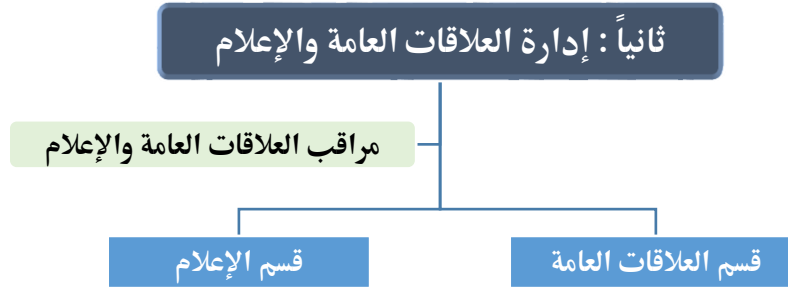 ثانياً : إدارة العلاقات العامة والإعلام
مراقب العلاقات العامة والإعلام
قسم العلاقات العامة
قسم الإعلام